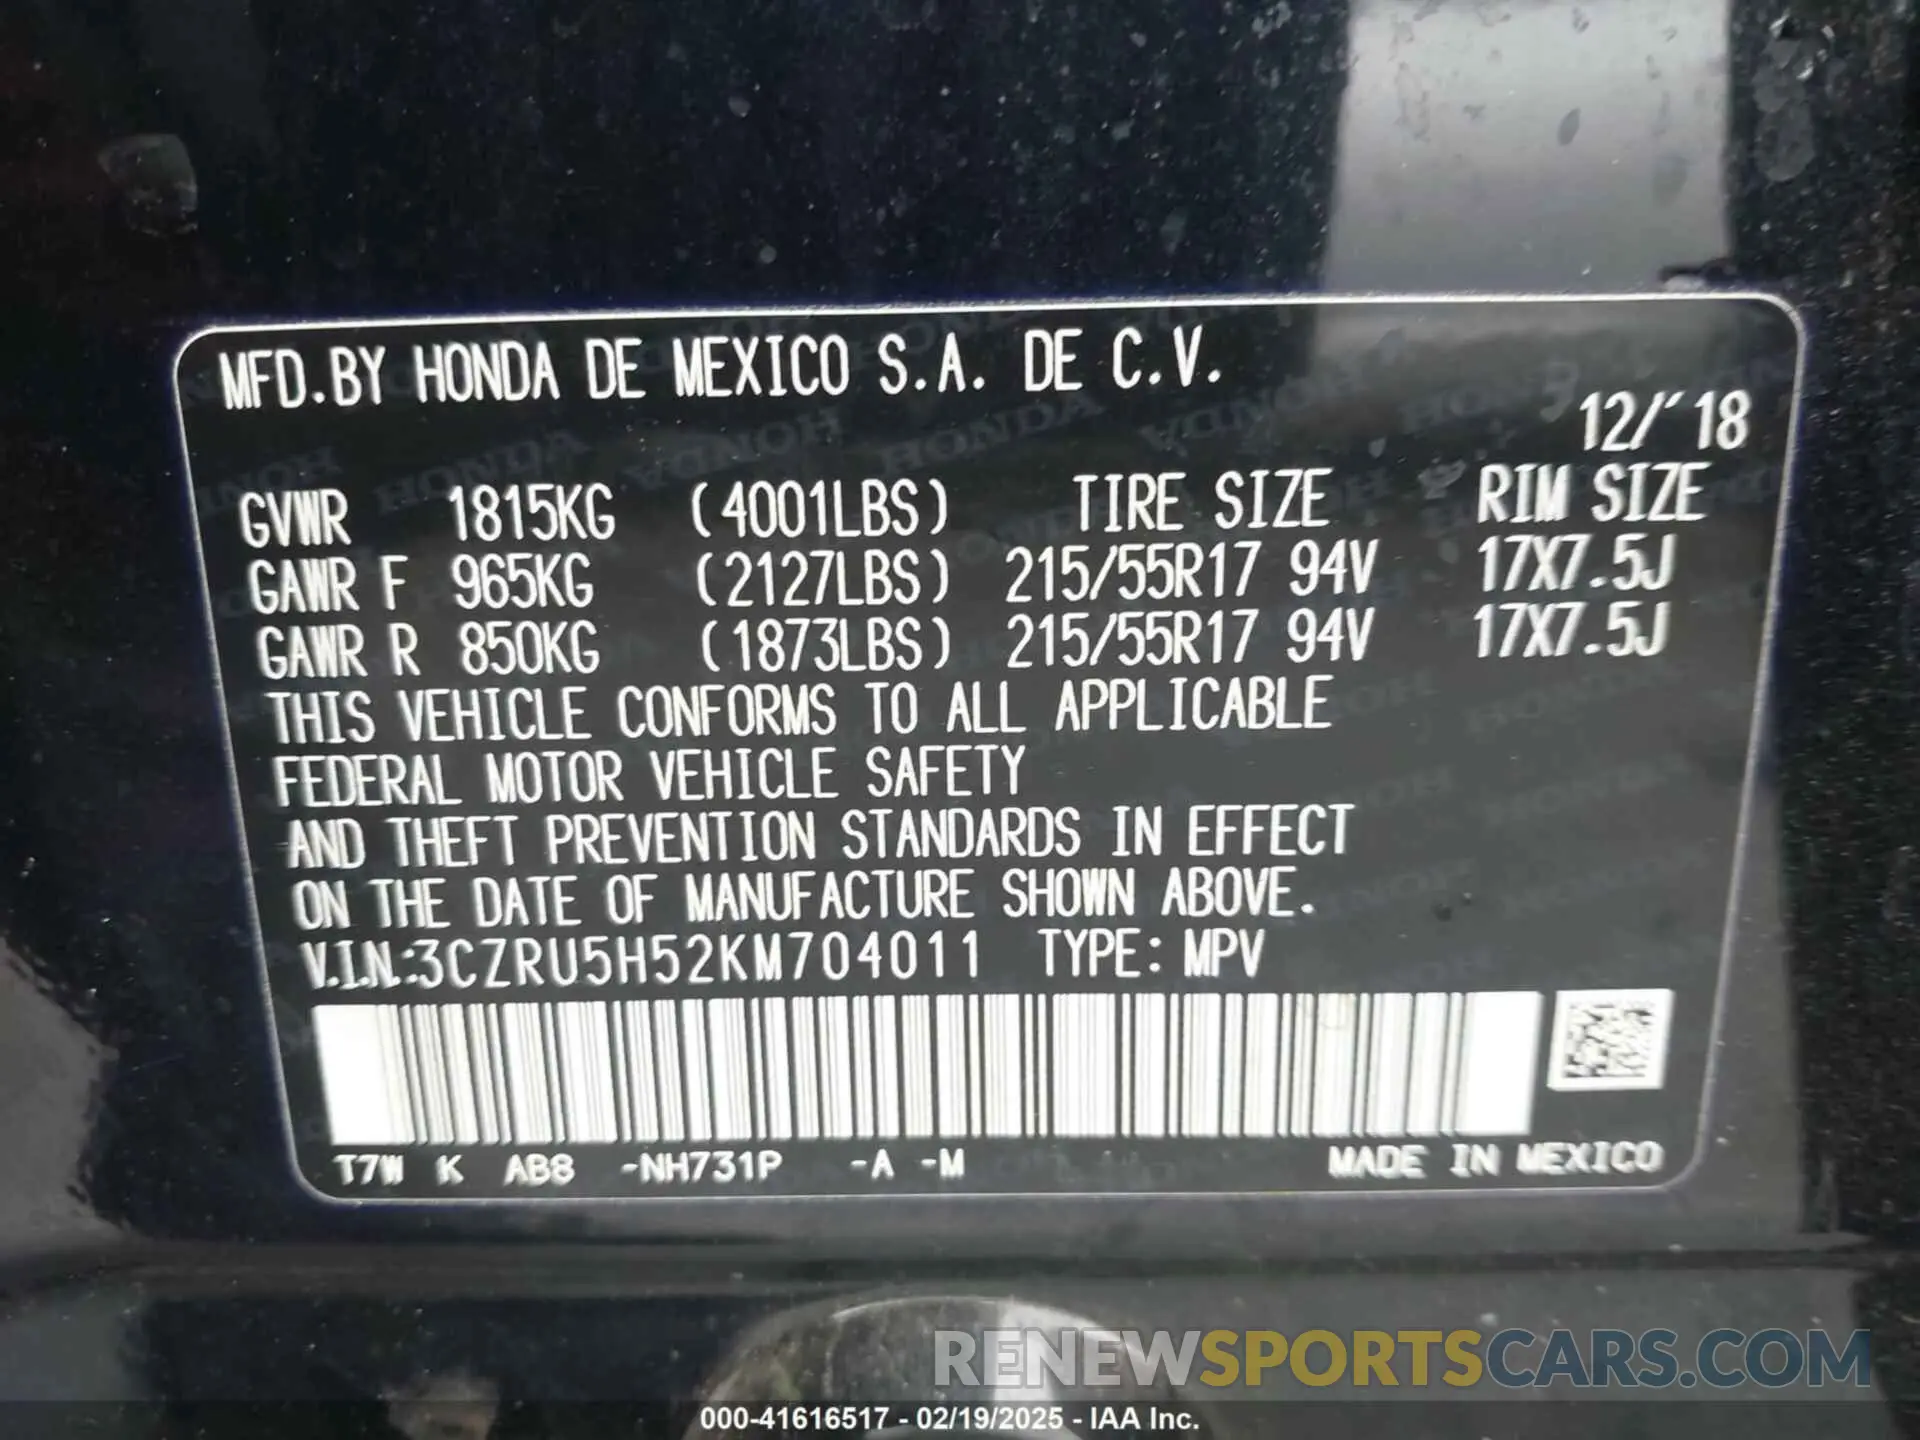 MFD.BY HONDA DE MEXICO S.A. DE C.V.
12/'18
GVWR 1815KG (4001LBS) TIRE SIZE RIM SIZE
GAWR F 965KG (2127LBS) 215/55R17 94V 17X7.5J
GAWR R 850KG (1873LBS) 215/55R17 94V 17X7.5J
THIS VEHICLE CONFORMS TO ALL APPLICABLE
FEDERAL MOTOR VEHICLE SAFETY
AND THEFT PREVENTION STANDARDS IN EFFECT
ON THE DATE OF MANUFACTURE SHOWN ABOVE.
V.I.N.:3CZRU5H52KM704011 TYPE: MPV
T7W K AB8 -NH731P -A -M MADE IN MEXICO
RENEWSPORTSCARS.COM
000-41616517 - 02/19/2025 - IAA Inc.